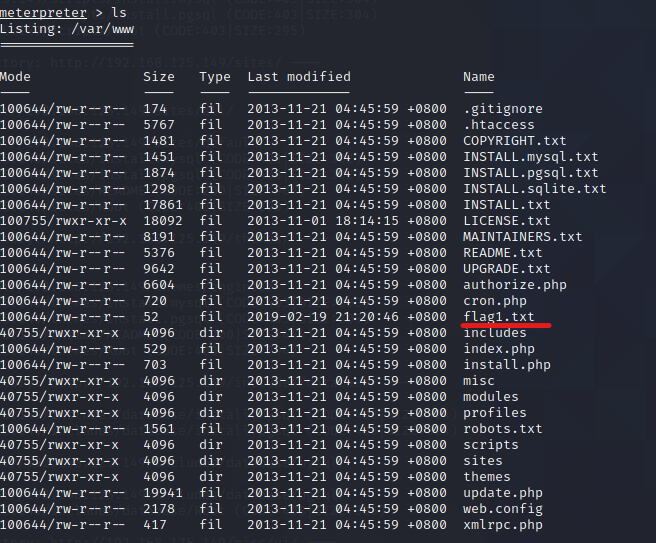 meterpreter > ls
Listing: /var/www
=================
Mode Size Type Last modified Name
---- ---- ---- ------------- ----
100644/rw-r--r-- 174 fil 2013-11-21 04:45:59 +0800 .gitignore
100644/rw-r--r-- 5767 fil 2013-11-21 04:45:59 +0800 .htaccess
100644/rw-r--r-- 1481 fil 2013-11-21 04:45:59 +0800 COPYRIGHT.txt
100644/rw-r--r-- 1451 fil 2013-11-21 04:45:59 +0800 INSTALL.mysql.txt
100644/rw-r--r-- 1874 fil 2013-11-21 04:45:59 +0800 INSTALL.pgsql.txt
100644/rw-r--r-- 1298 fil 2013-11-21 04:45:59 +0800 INSTALL.sqlite.txt
100644/rw-r--r-- 17861 fil 2013-11-21 04:45:59 +0800 INSTALL.txt
100755/rwxr-xr-x 18092 fil 2013-11-01 18:14:15 +0800 LICENSE.txt
100644/rw-r--r-- 8191 fil 2013-11-21 04:45:59 +0800 MAINTAINERS.txt
100644/rw-r--r-- 5376 fil 2013-11-21 04:45:59 +0800 README.txt
100644/rw-r--r-- 9642 fil 2013-11-21 04:45:59 +0800 UPGRADE.txt
100644/rw-r--r-- 6604 fil 2013-11-21 04:45:59 +0800 authorize.php
100644/rw-r--r-- 720 fil 2013-11-21 04:45:59 +0800 cron.php
100644/rw-r--r-- 52 fil 2019-02-19 21:20:46 +0800 flag1.txt
40755/rwxr-xr-x 4096 dir 2013-11-21 04:45:59 +0800 includes
100644/rw-r--r-- 529 fil 2013-11-21 04:45:59 +0800 index.php
100644/rw-r--r-- 703 fil 2013-11-21 04:45:59 +0800 install.php
40755/rwxr-xr-x 4096 dir 2013-11-21 04:45:59 +0800 misc
40755/rwxr-xr-x 4096 dir 2013-11-21 04:45:59 +0800 modules
40755/rwxr-xr-x 4096 dir 2013-11-21 04:45:59 +0800 profiles
100644/rw-r--r-- 1561 fil 2013-11-21 04:45:59 +0800 robots.txt
40755/rwxr-xr-x 4096 dir 2013-11-21 04:45:59 +0800 scripts
40755/rwxr-xr-x 4096 dir 2013-11-21 04:45:59 +0800 sites
40755/rwxr-xr-x 4096 dir 2013-11-21 04:45:59 +0800 themes
100644/rw-r--r-- 19941 fil 2013-11-21 04:45:59 +0800 update.php
100644/rw-r--r-- 2178 fil 2013-11-21 04:45:59 +0800 web.config
100644/rw-r--r-- 417 fil 2013-11-21 04:45:59 +0800 xmlrpc.php